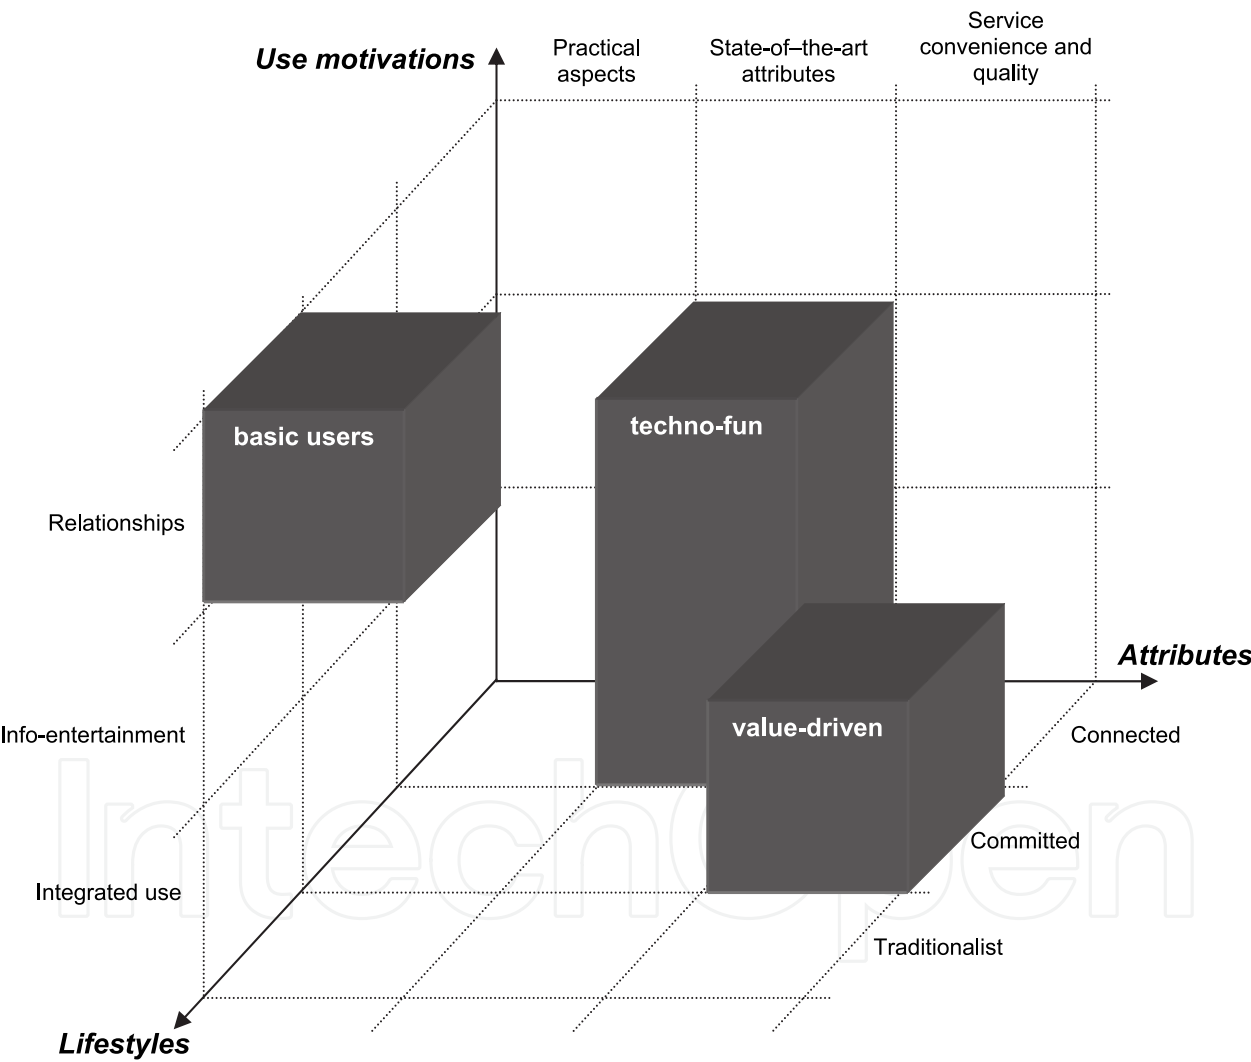 Service
Practical
State-of–the-art
convenience and
Use motivations
aspects
attributes
quality
basic users
techno-fun
Relationships
Attributes
value-driven
Info-entertainment
Connected
Committed
Integrated use
Traditionalist
Lifestyles
IntechOpen